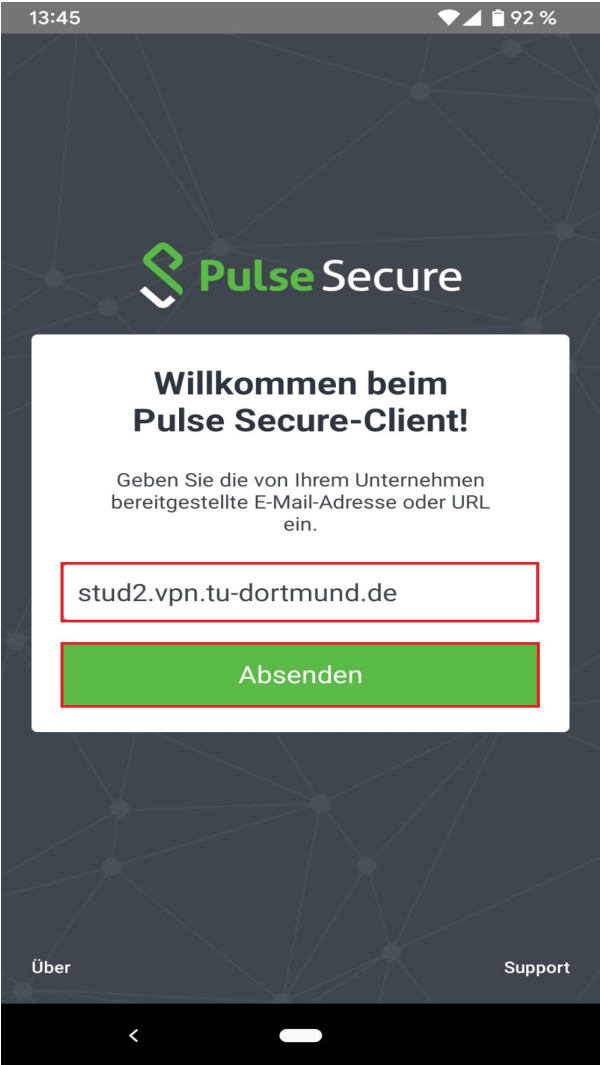 13:45 92 %
Pulse Secure
Willkommen beim
Pulse Secure-Client!
Geben Sie die von Ihrem Unternehmen
bereitgestellte E-Mail-Adresse oder URL
ein.
stud2.vpn.tu-dortmund.de
Absenden
Über Support